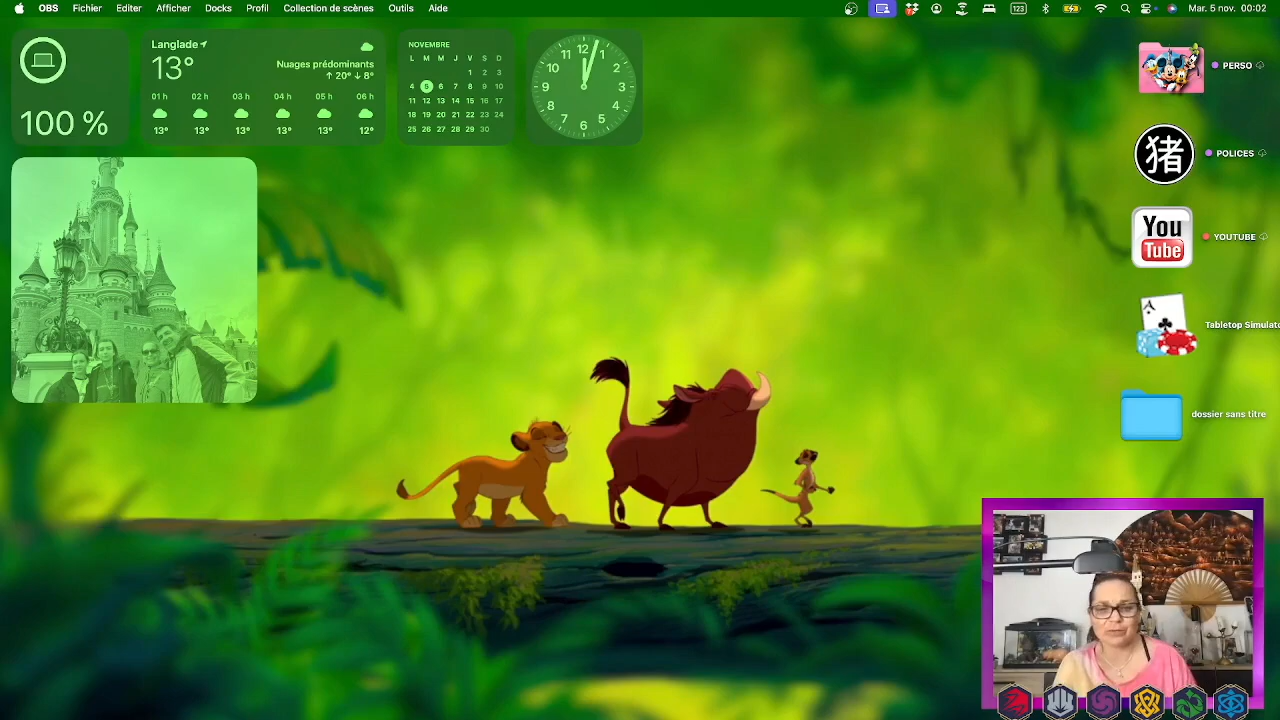 OBS Fichier Editer Afficher Docks Profil Collection de scènes Outils Aide 123 Mar. 5 nov. 00:02
100 %
Langlade
13°
Nuages prédominants
↑ 20° ↓ 8°
01 h 02 h 03 h 04 h 05 h 06 h
13° 13° 13° 13° 13° 12°
NOVEMBRE
L M M J V S D
1 2 3
4 5 6 7 8 9 10
11 12 13 14 15 16 17
18 19 20 21 22 23 24
25 26 27 28 29 30
12 1 2 3 4 5 6 7 8 9 10 11
PERSO
猪
POLICES
You
Tube
YOUTUBE
A
Tabletop Simulato
dossier sans titre